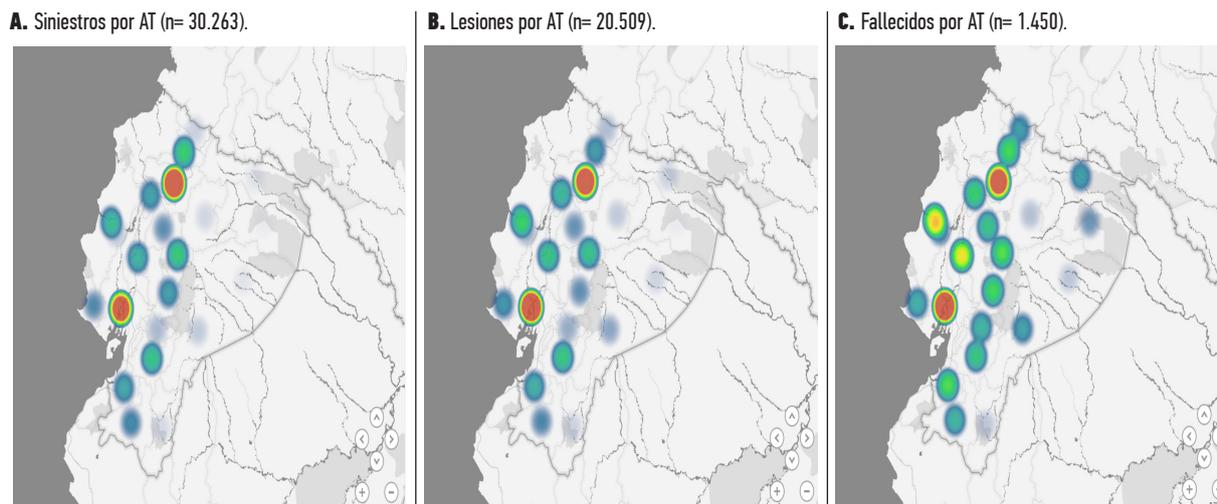 A. Siniestros por AT (n= 30.263).
B. Lesiones por AT (n= 20.509).
C. Fallecidos por AT (n= 1.450).